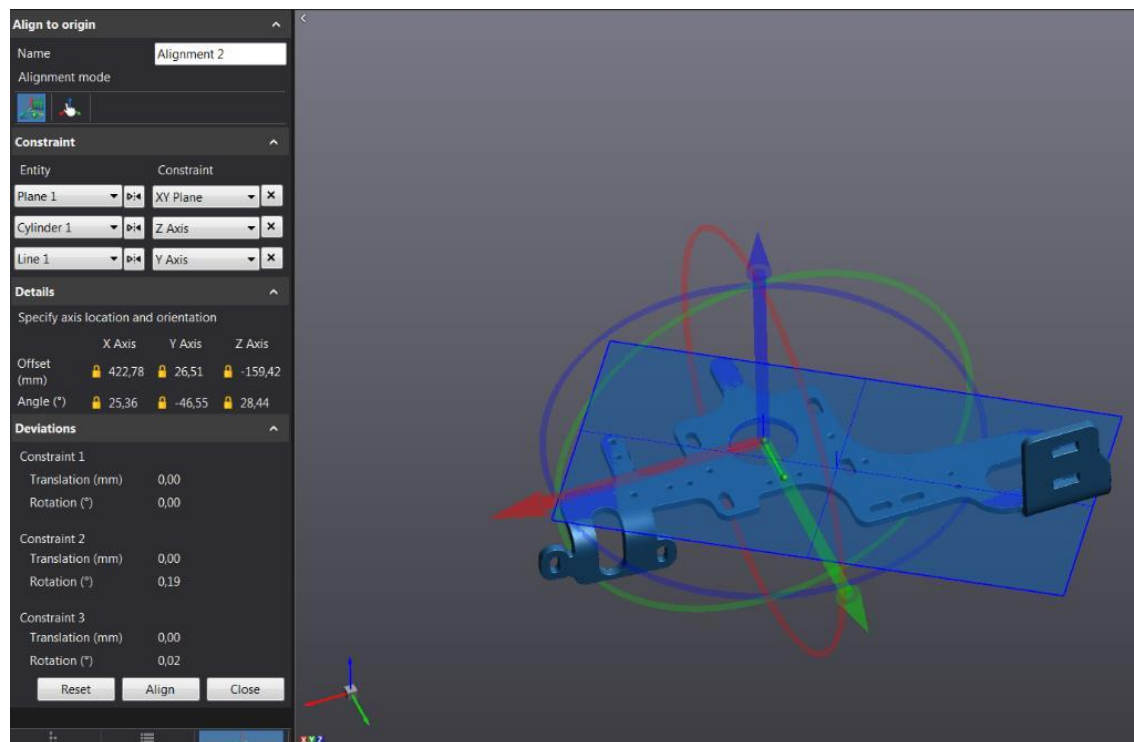 Align to origin
Name Alignment 2
Alignment mode
Constraint
Entity Constraint
Plane 1 XY Plane
Cylinder 1 Z Axis
Line 1 Y Axis
Details
Specify axis location and orientation
X Axis Y Axis Z Axis
Offset
(mm) 422,78 26,51 -159,42
Angle (°) 25,36 -46,55 28,44
Deviations
Constraint 1
Translation (mm) 0,00
Rotation (°) 0,00
Constraint 2
Translation (mm) 0,00
Rotation (°) 0,19
Constraint 3
Translation (mm) 0,00
Rotation (°) 0,02
Reset Align Close
X Y Z